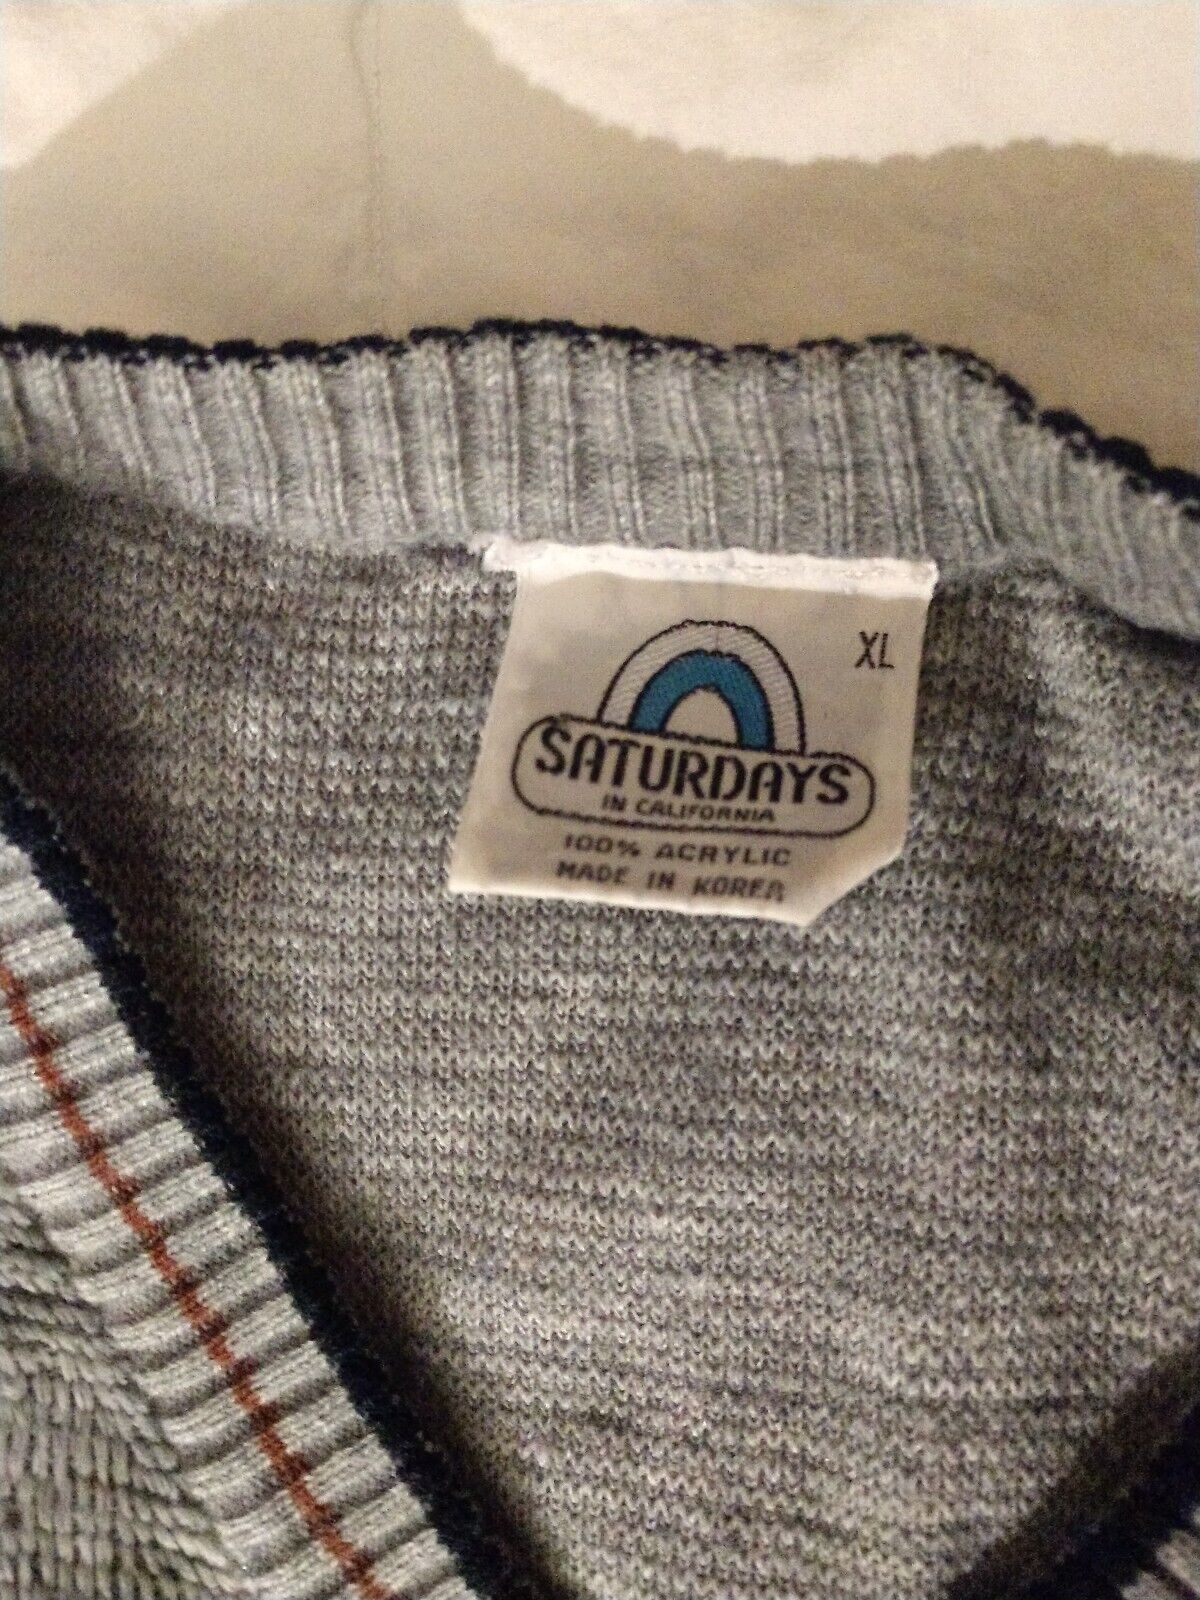 XL
SATURDAYS
IN CALIFORNIA
100% ACRYLIC
MADE IN KOREA